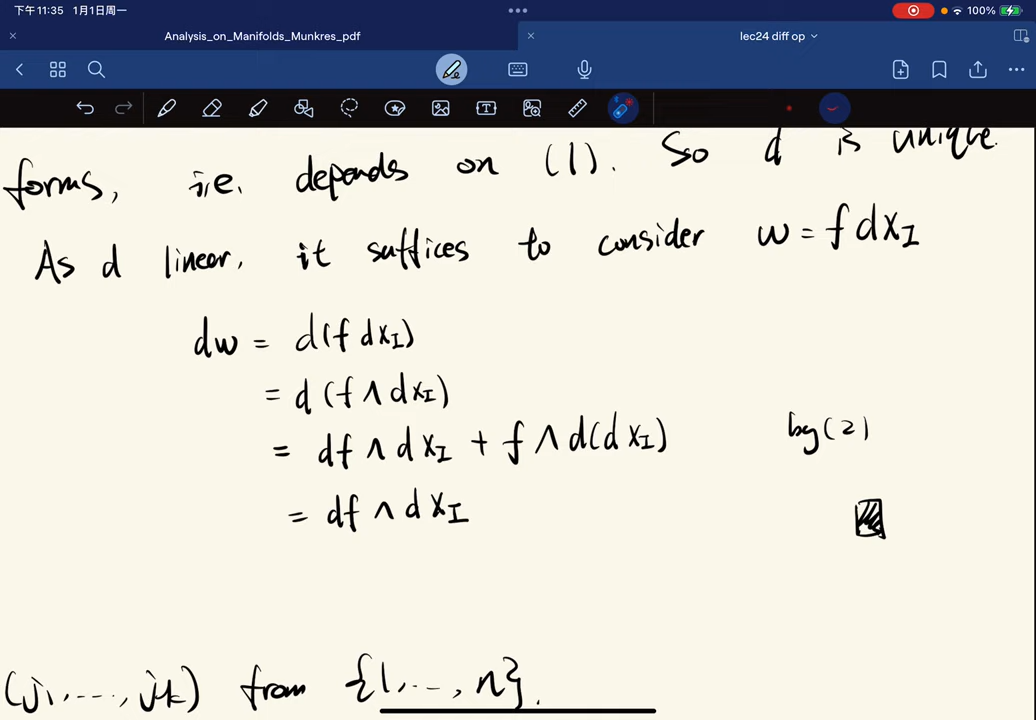 下午11:35 1月1日周一
100%
Analysis_on_Manifolds_Munkres_pdf
lec24 diff op
forms, i.e. depends on (1). So d is unique.
As d linear, it suffices to consider w = f dx_I
dw = d(f dx_I)
= d (f ∧ dx_I)
= df ∧ dx_I + f ∧ d(dx_I) by (2)
= df ∧ dx_I
(j1, ---, jk) from {1, ---, n}.